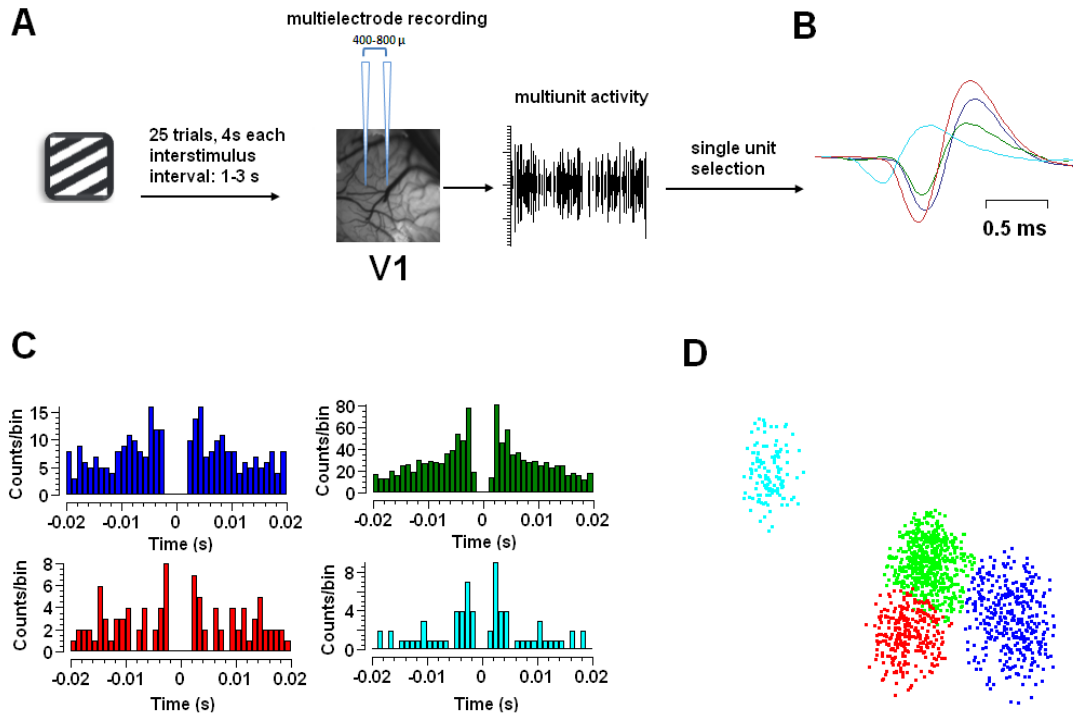 A
multielectrode recording
400-800 μ
25 trials, 4s each
interstimulus
interval: 1-3 s
V1
multiunit activity
single unit
selection
B
0.5 ms
C
Counts/bin
15
10
5
0
-0.02
-0.01
0
0.01
0.02
Time (s)
Counts/bin
80
60
40
20
0
-0.02
-0.01
0
0.01
0.02
Time (s)
Counts/bin
8
6
4
2
0
-0.02
-0.01
0
0.01
0.02
Time (s)
Counts/bin
8
4
0
-0.02
-0.01
0
0.01
0.02
Time (s)
D